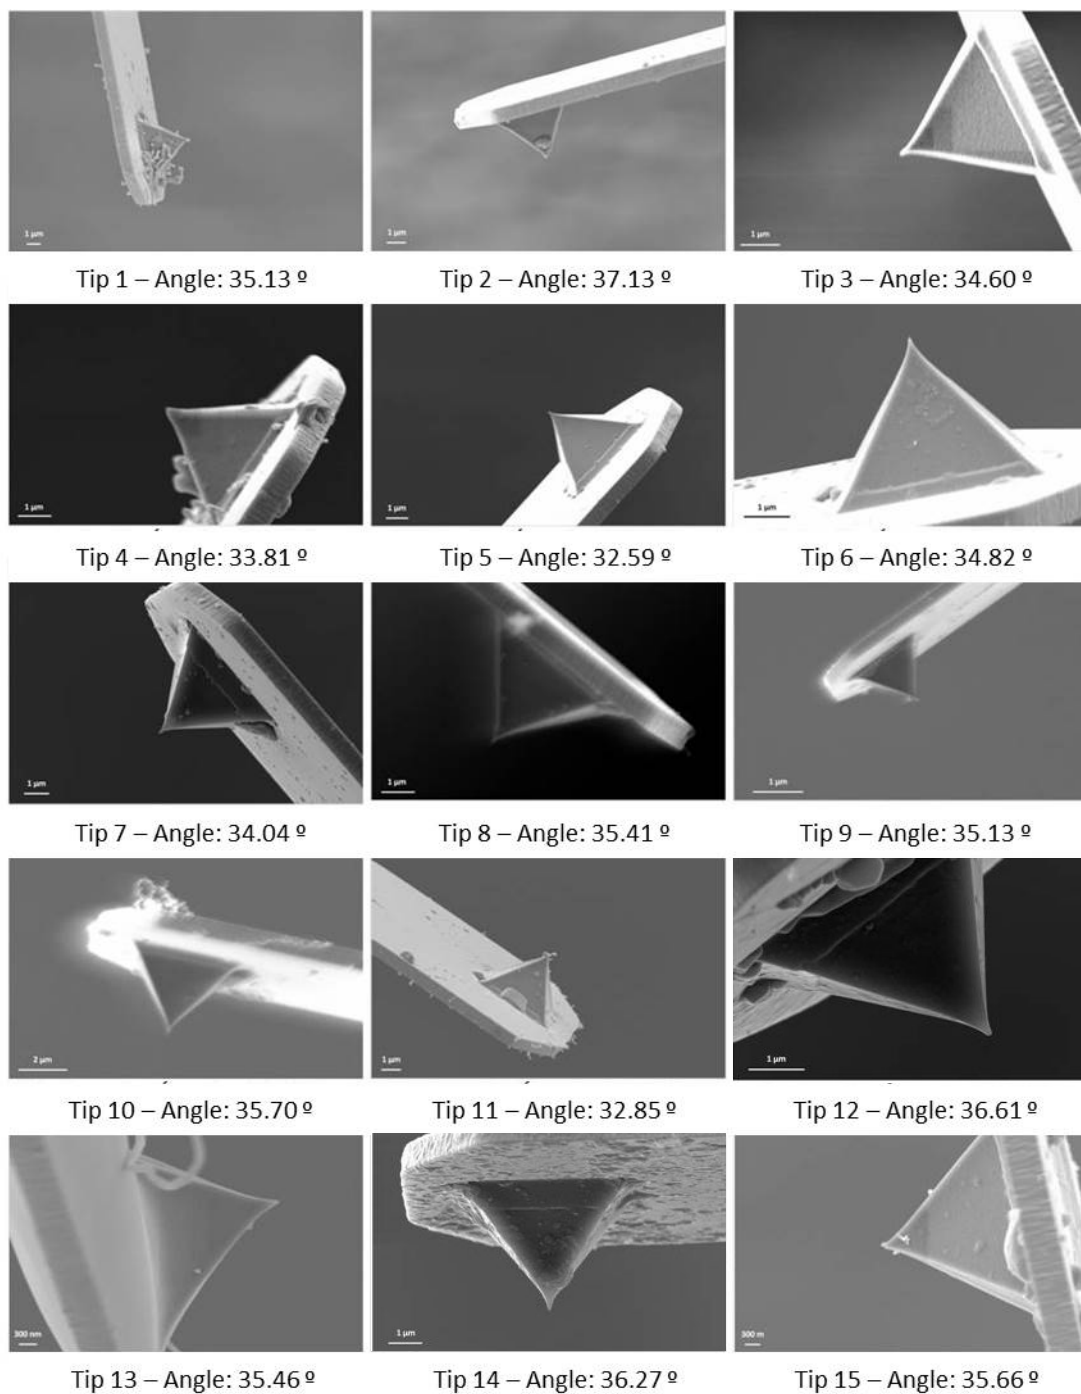 1 µm
1 µm
1 µm
Tip 1 – Angle: 35.13 º
Tip 2 – Angle: 37.13 º
Tip 3 – Angle: 34.60 º
1 µm
1 µm
1 µm
Tip 4 – Angle: 33.81 º
Tip 5 – Angle: 32.59 º
Tip 6 – Angle: 34.82 º
1 µm
1 µm
1 µm
Tip 7 – Angle: 34.04 º
Tip 8 – Angle: 35.41 º
Tip 9 – Angle: 35.13 º
2 µm
1 µm
1 µm
Tip 10 – Angle: 35.70 º
Tip 11 – Angle: 32.85 º
Tip 12 – Angle: 36.61 º
300 nm
1 µm
300 m
Tip 13 – Angle: 35.46 º
Tip 14 – Angle: 36.27 º
Tip 15 – Angle: 35.66 º